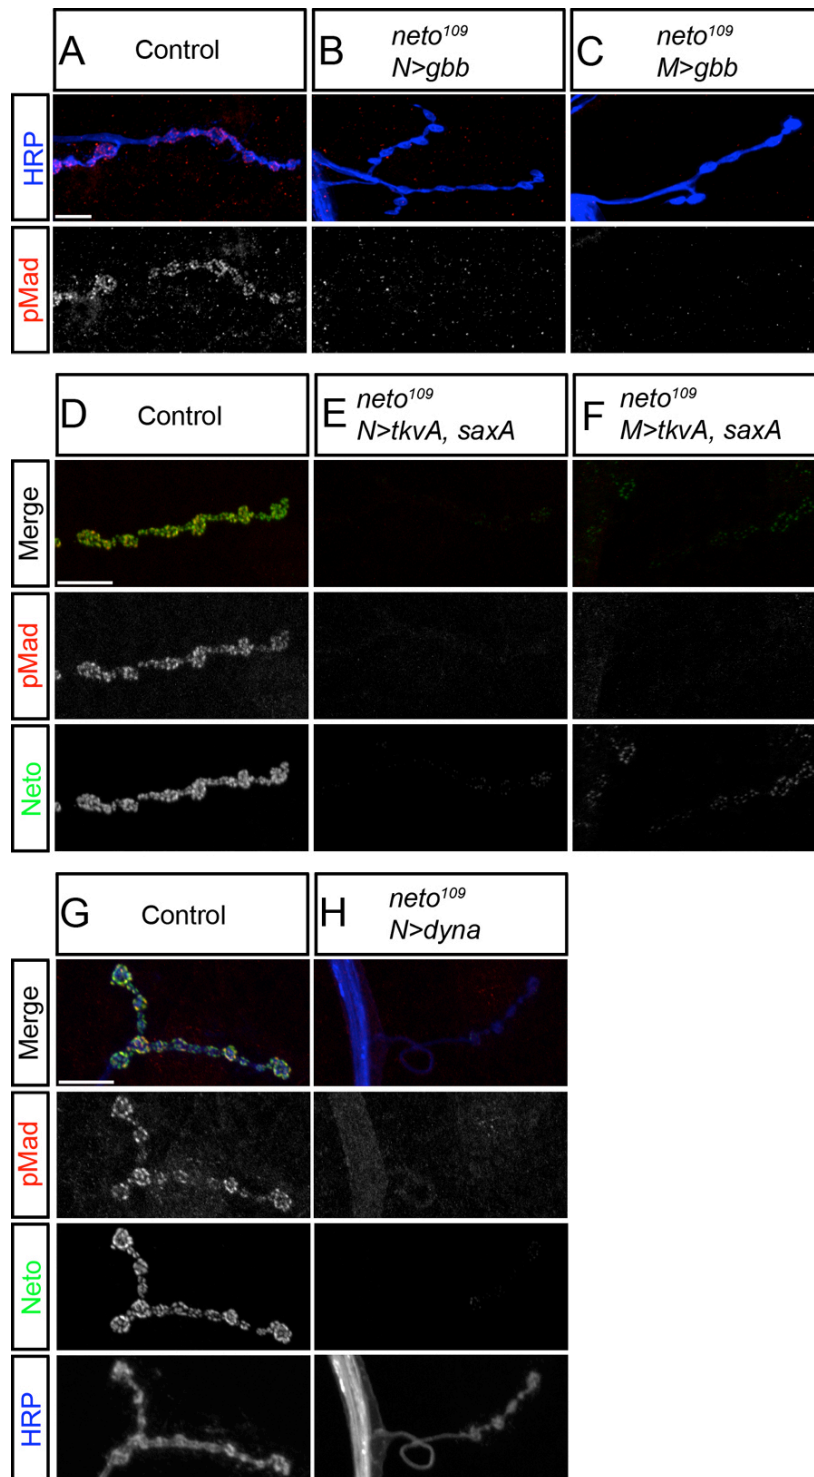 A Control
B neto¹⁰⁹
N>gbb
C neto¹⁰⁹
M>gbb
HRP
pMad
D Control
E neto¹⁰⁹
N>tkvA, saxA
F neto¹⁰⁹
M>tkvA, saxA
Merge
pMad
Neto
G Control
H neto¹⁰⁹
N>dyna
Merge
pMad
Neto
HRP